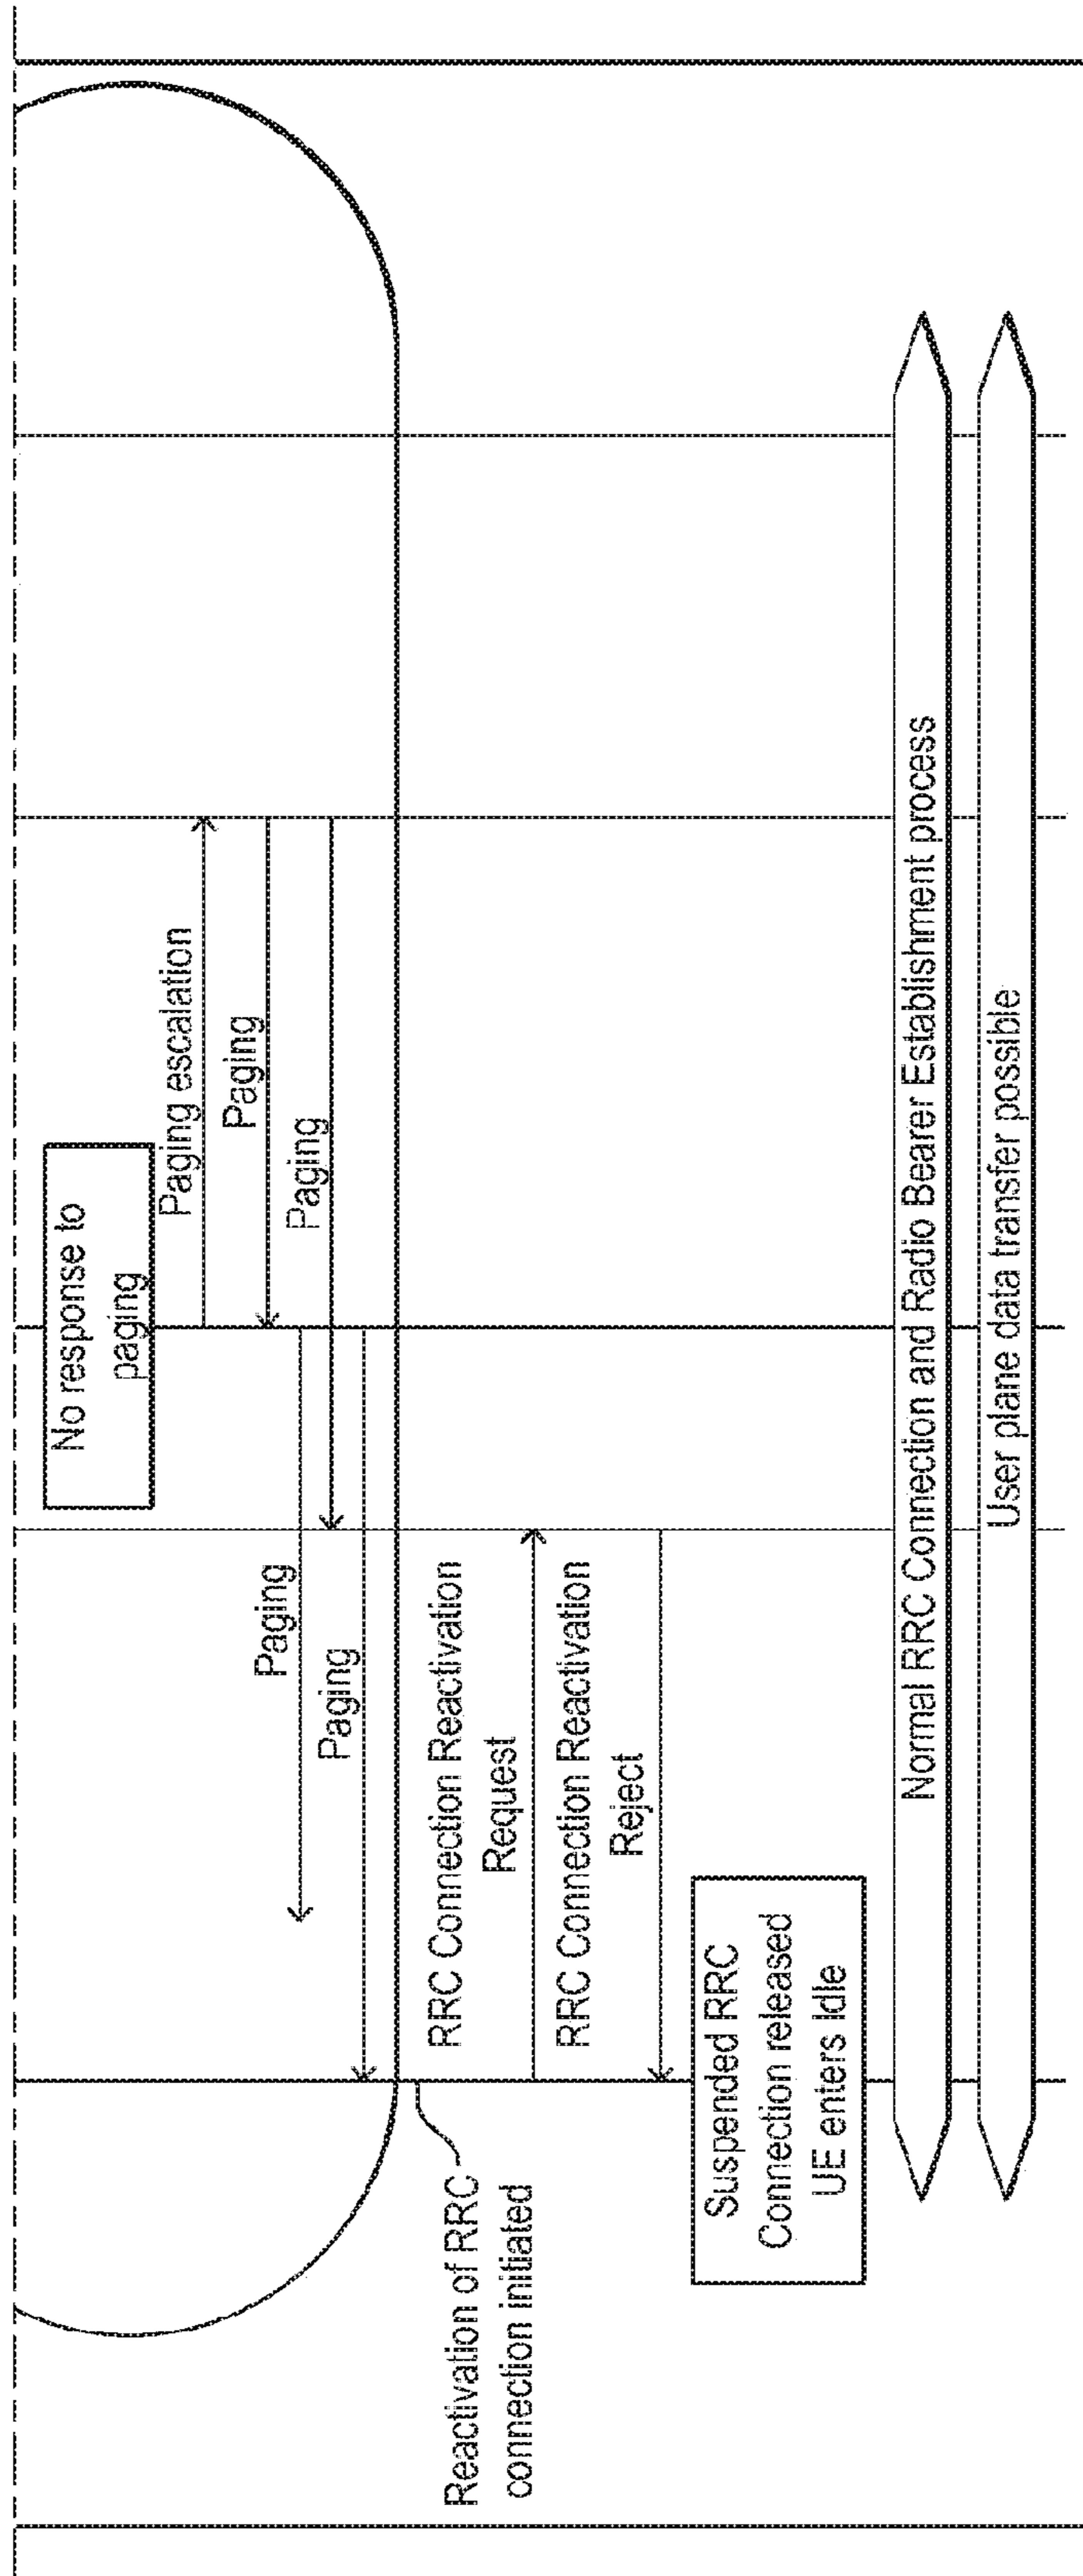 No response to
paging
Paging escalation
Paging
Paging
Paging
Paging
Reactivation of RRC
connection initiated
RRC Connection Reactivation
Request
RRC Connection Reactivation
Reject
Suspended RRC
Connection released
UE enters Idle
Normal RRC Connection and Radio Bearer Establishment process
User plane data transfer possible